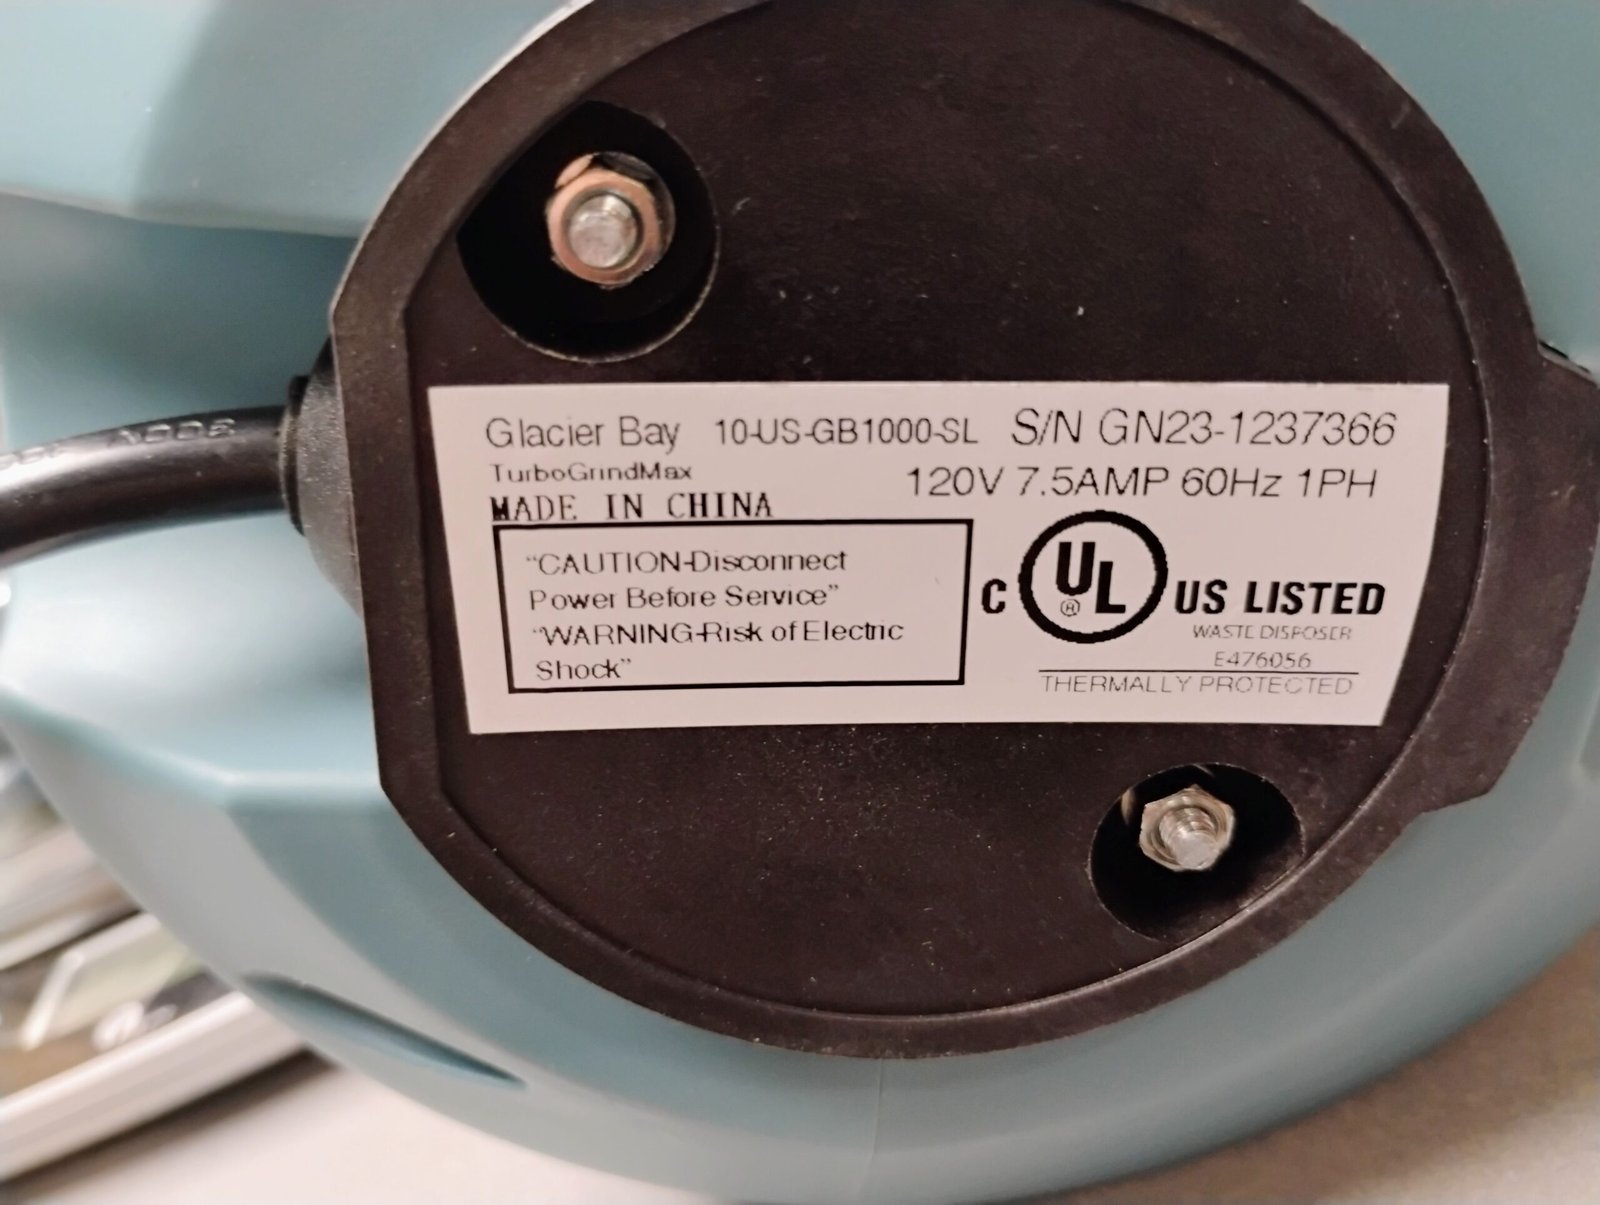 Glacier Bay 10-US-GB1000-SL S/N GN23-1237366
TurboGrindMax 120V 7.5AMP 60Hz 1PH
MADE IN CHINA
“CAUTION-Disconnect
Power Before Service”
“WARNING-Risk of Electric
Shock”
C UL® US LISTED
WASTE DISPOSER
E476056
THERMALLY PROTECTED